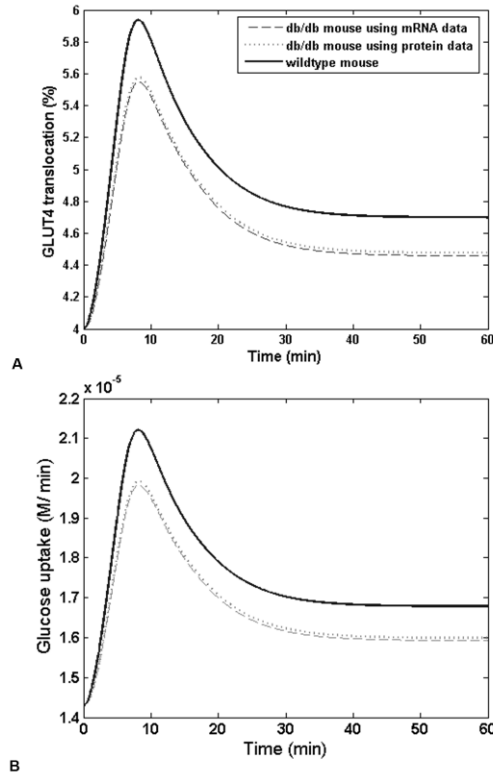 6
5.8
5.6
5.4
5.2
5
4.8
4.6
4.4
4.2
4
GLUT4 translocation (%)
db/db mouse using mRNA data
db/db mouse using protein data
wildtype mouse
0 10 20 30 40 50 60
Time (min)
A
x 10-5
2.2
2.1
2
1.9
1.8
1.7
1.6
1.5
1.4
Glucose uptake (M/ min)
0 10 20 30 40 50 60
Time (min)
B